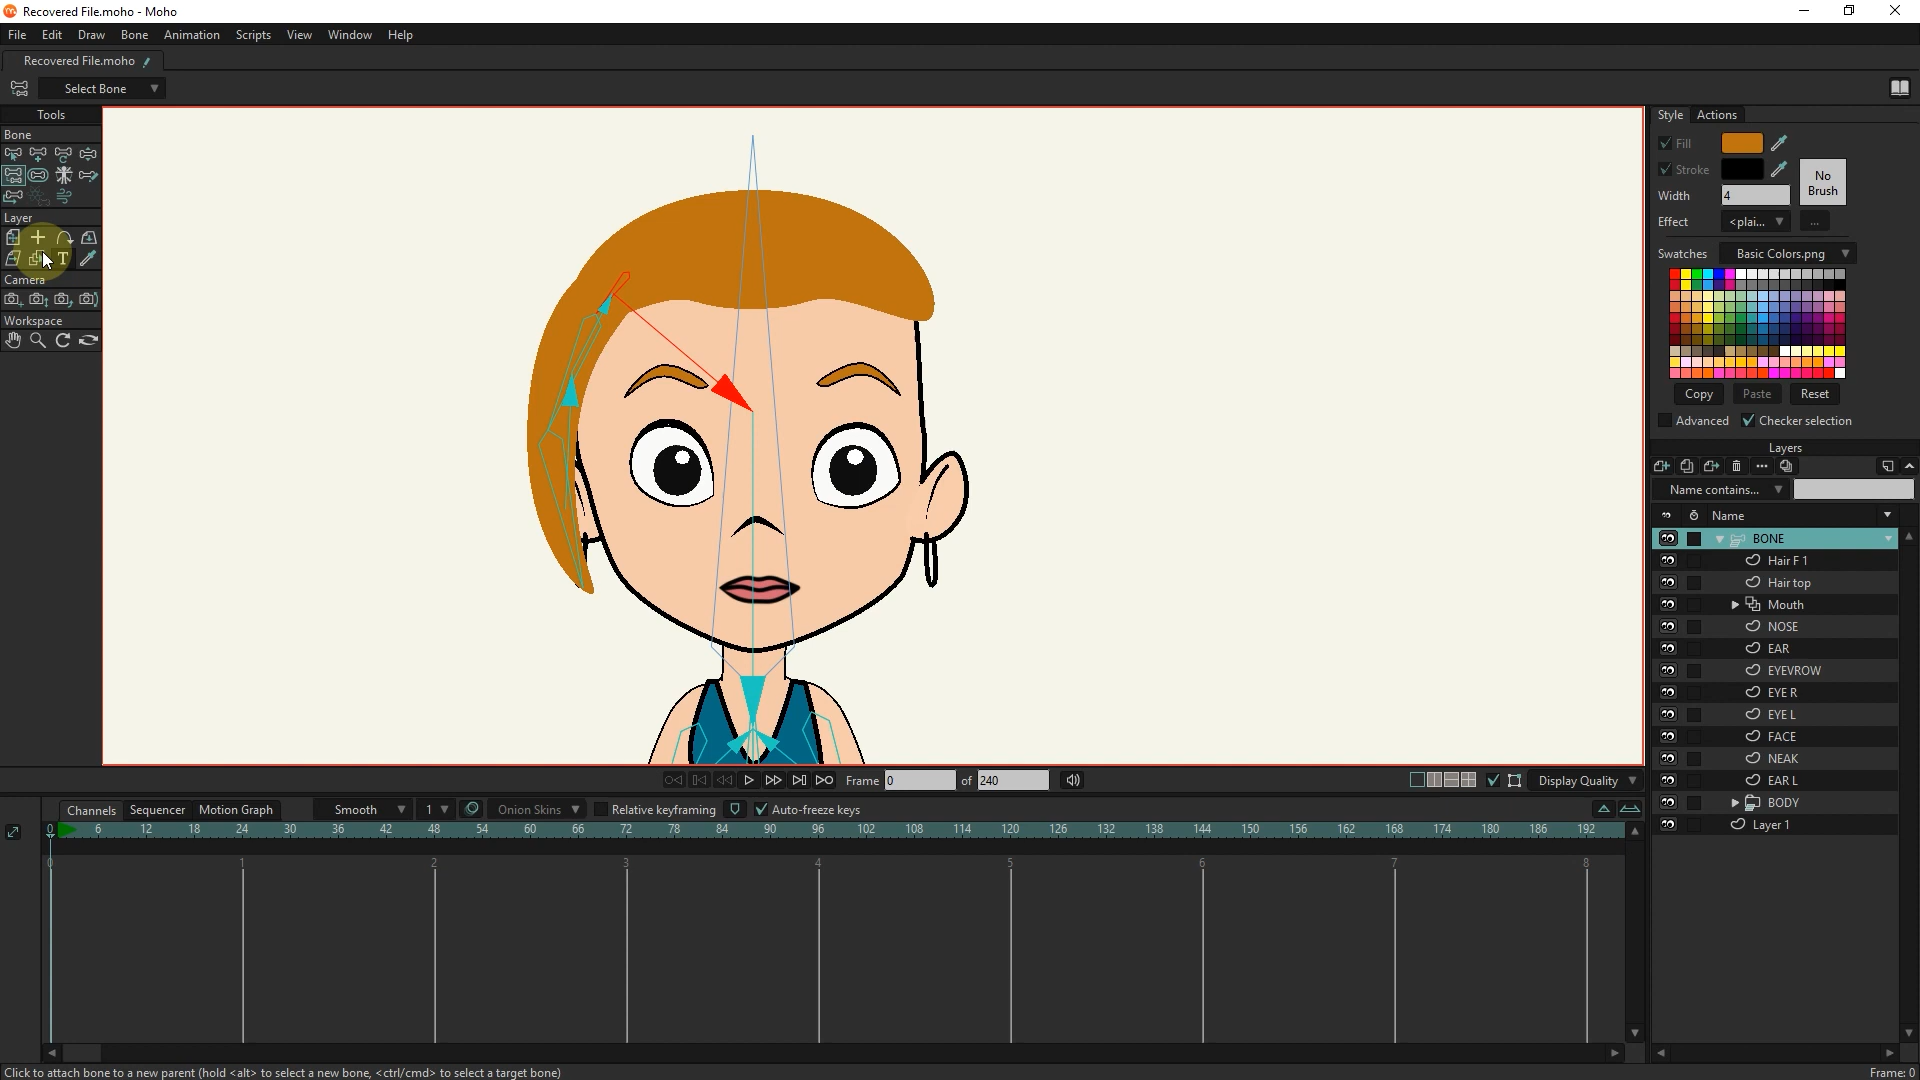 Recovered File.moho - Moho
File Edit Draw Bone Animation Scripts View Window Help
Recovered File.moho
Select Bone
Tools
Bone
Layer
T
Camera
Workspace
Style Actions
Fill
Stroke
No
Brush
Width 4
Effect <plai... ...
Swatches Basic Colors.png
Copy Paste Reset
Advanced Checker selection
Layers
Name contains...
Name
BONE
Hair F 1
Hair top
Mouth
NOSE
EAR
EYEVROW
EYE R
EYE L
FACE
NEAK
EAR L
BODY
Layer 1
Frame 0 of 240 Display Quality
Channels Sequencer Motion Graph Smooth 1 Onion Skins Relative keyframing Auto-freeze keys
0 6 12 18 24 30 36 42 48 54 60 66 72 78 84 90 96 102 108 114 120 126 132 138 144 150 156 162 168 174 180 186 192
0 1 2 3 4 5 6 7 8
Click to attach bone to a new parent (hold <alt> to select a new bone, <ctrl/cmd> to select a target bone) Frame: 0